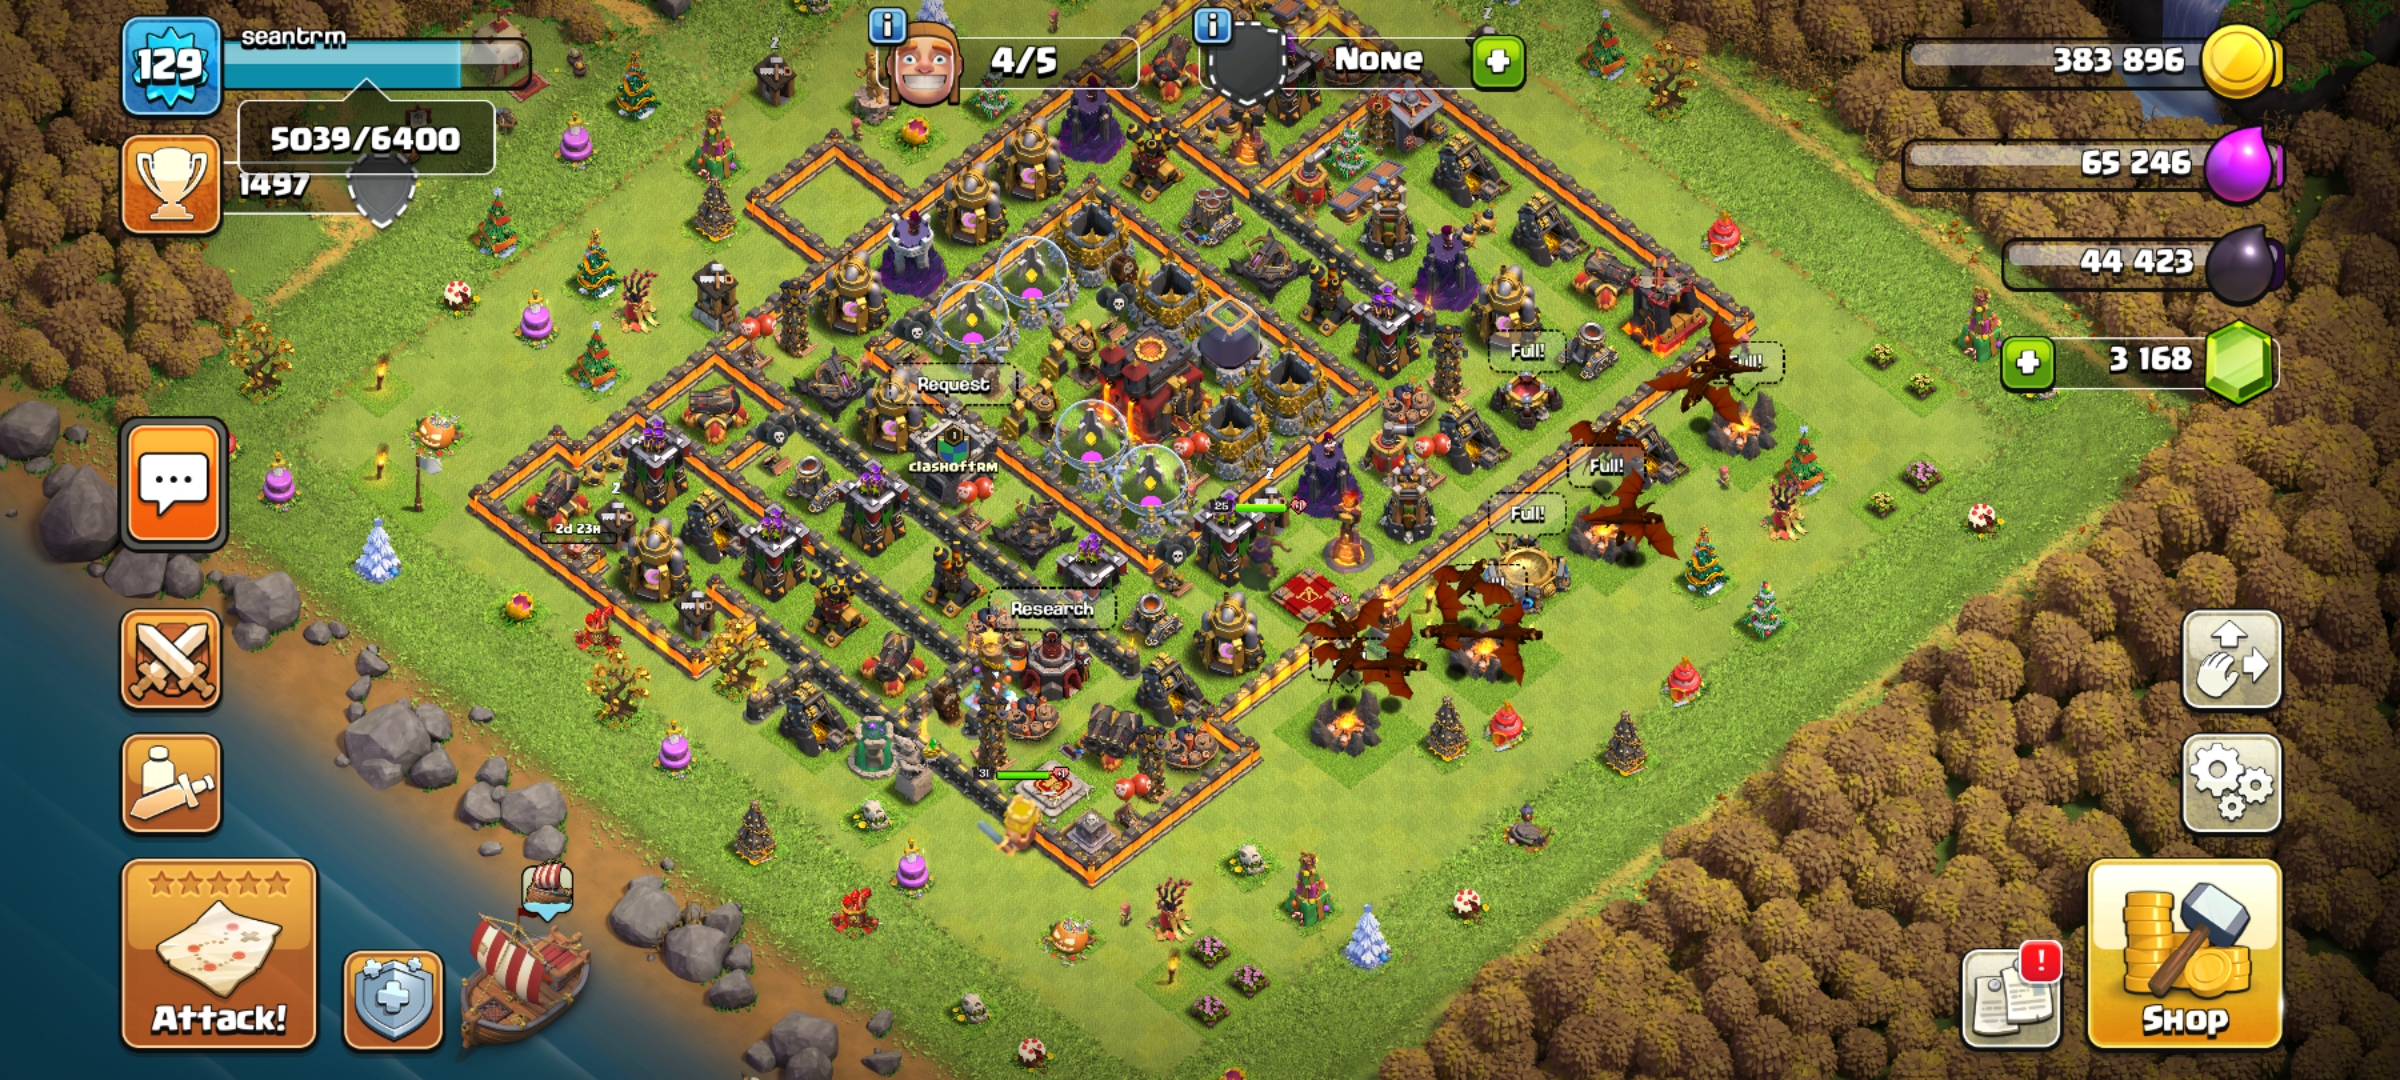 129
seantrm
i
4/5
i
None
383 896
5039/6400
1497
65 246
44 423
3 168
Full!
Request
clashoftRM
Full!
25
2d 23H
Full!
Research
31
Attack!
!
Shop